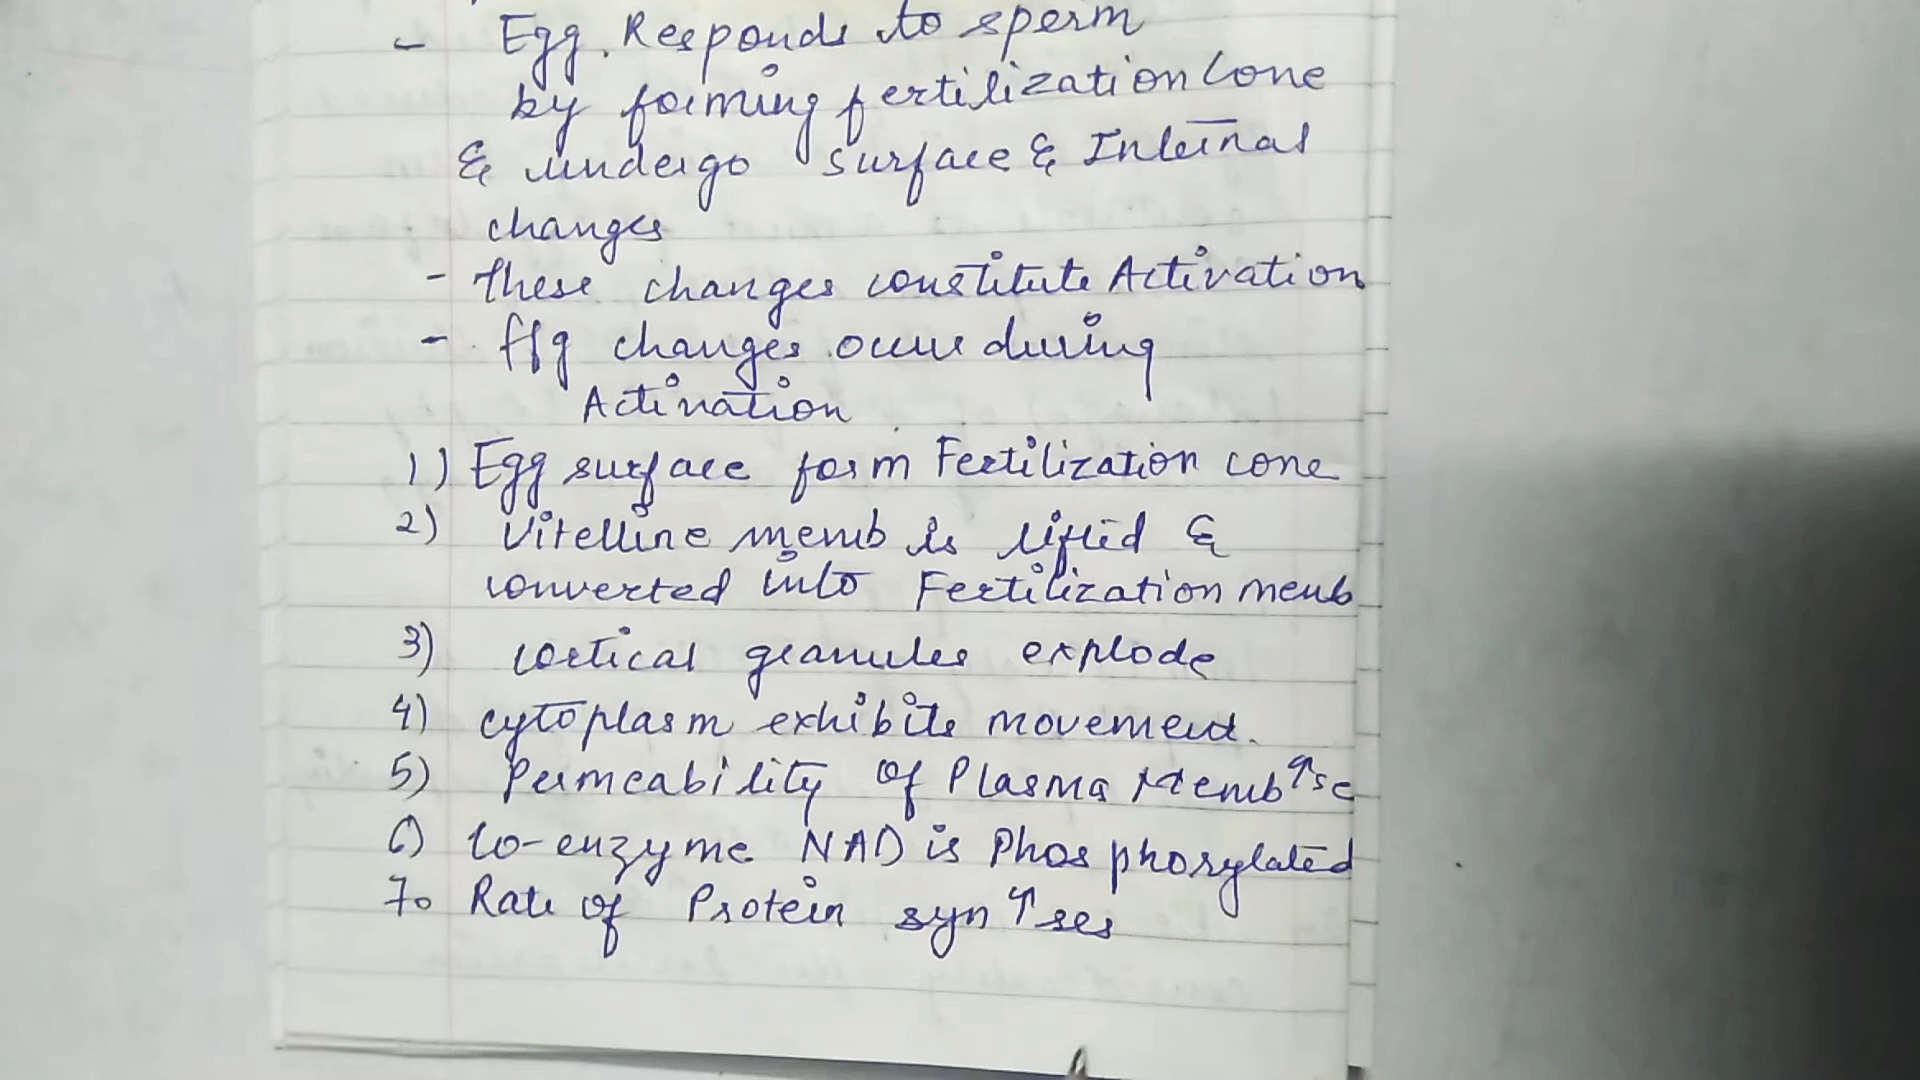 - Egg Responds to sperm
by forming fertilization Cone
& undergo surface & Internal
changes
- these changes constitute Activation
- ffg changes occur during
Activation
1) Egg surface form Fertilization cone
2) Vitelline memb is lifted &
converted into Fertilization memb
3) cortical granules explode
4) cytoplasm exhibits movement.
5) Permeability of Plasma Memb ↑se
6) Co-enzyme NAD is Phosphorylated
7. Rate of Protein syn ↑ses